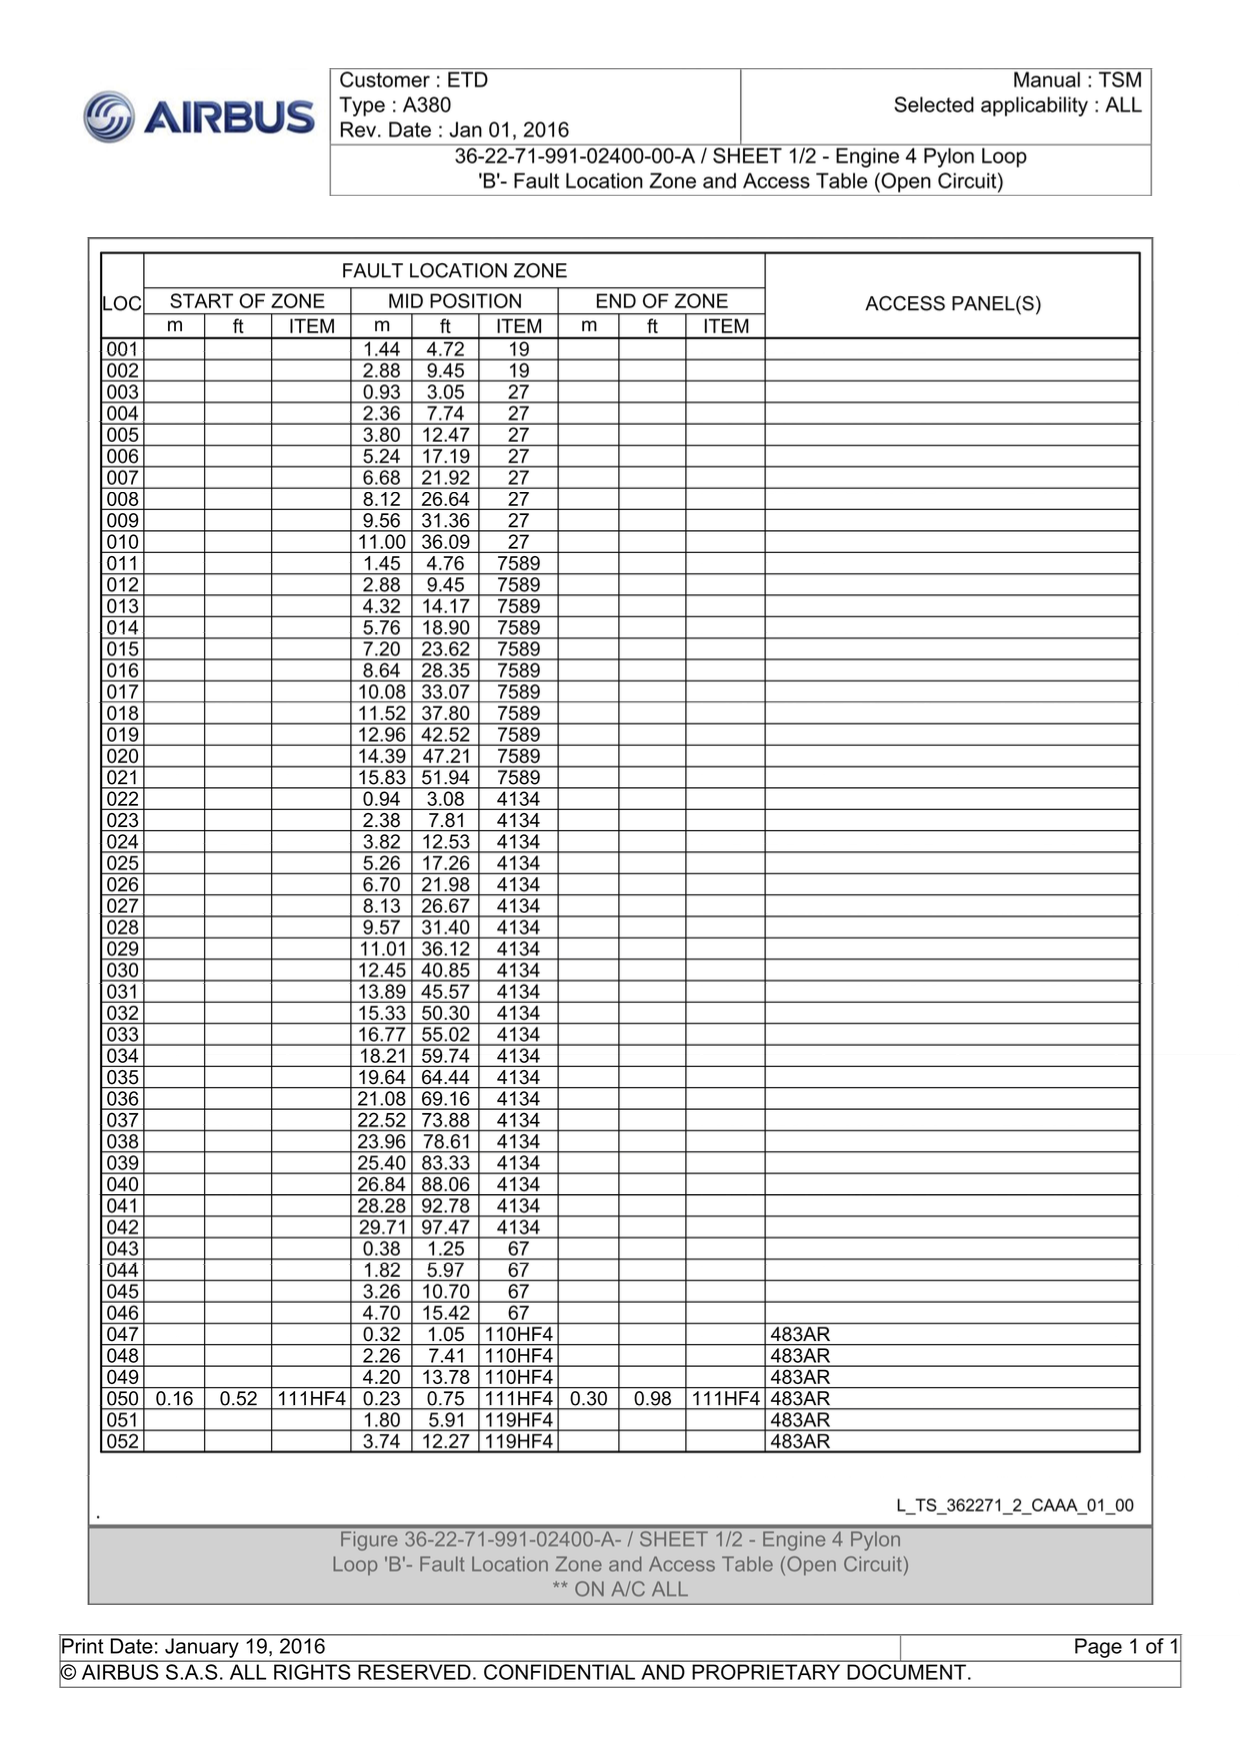 AIRBUS
Customer : ETD
Type : A380
Rev. Date : Jan 01, 2016
Manual : TSM
Selected applicability : ALL
36-22-71-991-02400-00-A / SHEET 1/2 - Engine 4 Pylon Loop
'B'- Fault Location Zone and Access Table (Open Circuit)
FAULT LOCATION ZONE
LOC START OF ZONE MID POSITION END OF ZONE ACCESS PANEL(S)
m ft ITEM m ft ITEM m ft ITEM
001 1.44 4.72 19
002 2.88 9.45 19
003 0.93 3.05 27
004 2.36 7.74 27
005 3.80 12.47 27
006 5.24 17.19 27
007 6.68 21.92 27
008 8.12 26.64 27
009 9.56 31.36 27
010 11.00 36.09 27
011 1.45 4.76 7589
012 2.88 9.45 7589
013 4.32 14.17 7589
014 5.76 18.90 7589
015 7.20 23.62 7589
016 8.64 28.35 7589
017 10.08 33.07 7589
018 11.52 37.80 7589
019 12.96 42.52 7589
020 14.39 47.21 7589
021 15.83 51.94 7589
022 0.94 3.08 4134
023 2.38 7.81 4134
024 3.82 12.53 4134
025 5.26 17.26 4134
026 6.70 21.98 4134
027 8.13 26.67 4134
028 9.57 31.40 4134
029 11.01 36.12 4134
030 12.45 40.85 4134
031 13.89 45.57 4134
032 15.33 50.30 4134
033 16.77 55.02 4134
034 18.21 59.74 4134
035 19.64 64.44 4134
036 21.08 69.16 4134
037 22.52 73.88 4134
038 23.96 78.61 4134
039 25.40 83.33 4134
040 26.84 88.06 4134
041 28.28 92.78 4134
042 29.71 97.47 4134
043 0.38 1.25 67
044 1.82 5.97 67
045 3.26 10.70 67
046 4.70 15.42 67
047 0.32 1.05 110HF4 483AR
048 2.26 7.41 110HF4 483AR
049 4.20 13.78 110HF4 483AR
050 0.16 0.52 111HF4 0.23 0.75 111HF4 0.30 0.98 111HF4 483AR
051 1.80 5.91 119HF4 483AR
052 3.74 12.27 119HF4 483AR
L_TS_362271_2_CAAA_01_00
.
Figure 36-22-71-991-02400-A- / SHEET 1/2 - Engine 4 Pylon
Loop 'B'- Fault Location Zone and Access Table (Open Circuit)
** ON A/C ALL
Print Date: January 19, 2016
Page 1 of 1
© AIRBUS S.A.S. ALL RIGHTS RESERVED. CONFIDENTIAL AND PROPRIETARY DOCUMENT.